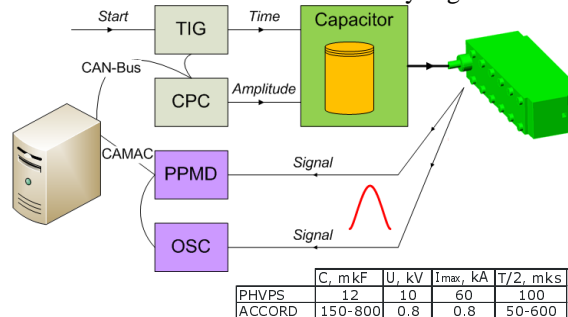 Start
TIG
Time
Capacitor
CAN-Bus
CPC
Amplitude
CAMAC
PPMD
Signal
OSC
Signal
C, mkF U, kV Imax, kA T/2, mks
PHVPS 12 10 60 100
ACCORD 150-800 0.8 0.8 50-600